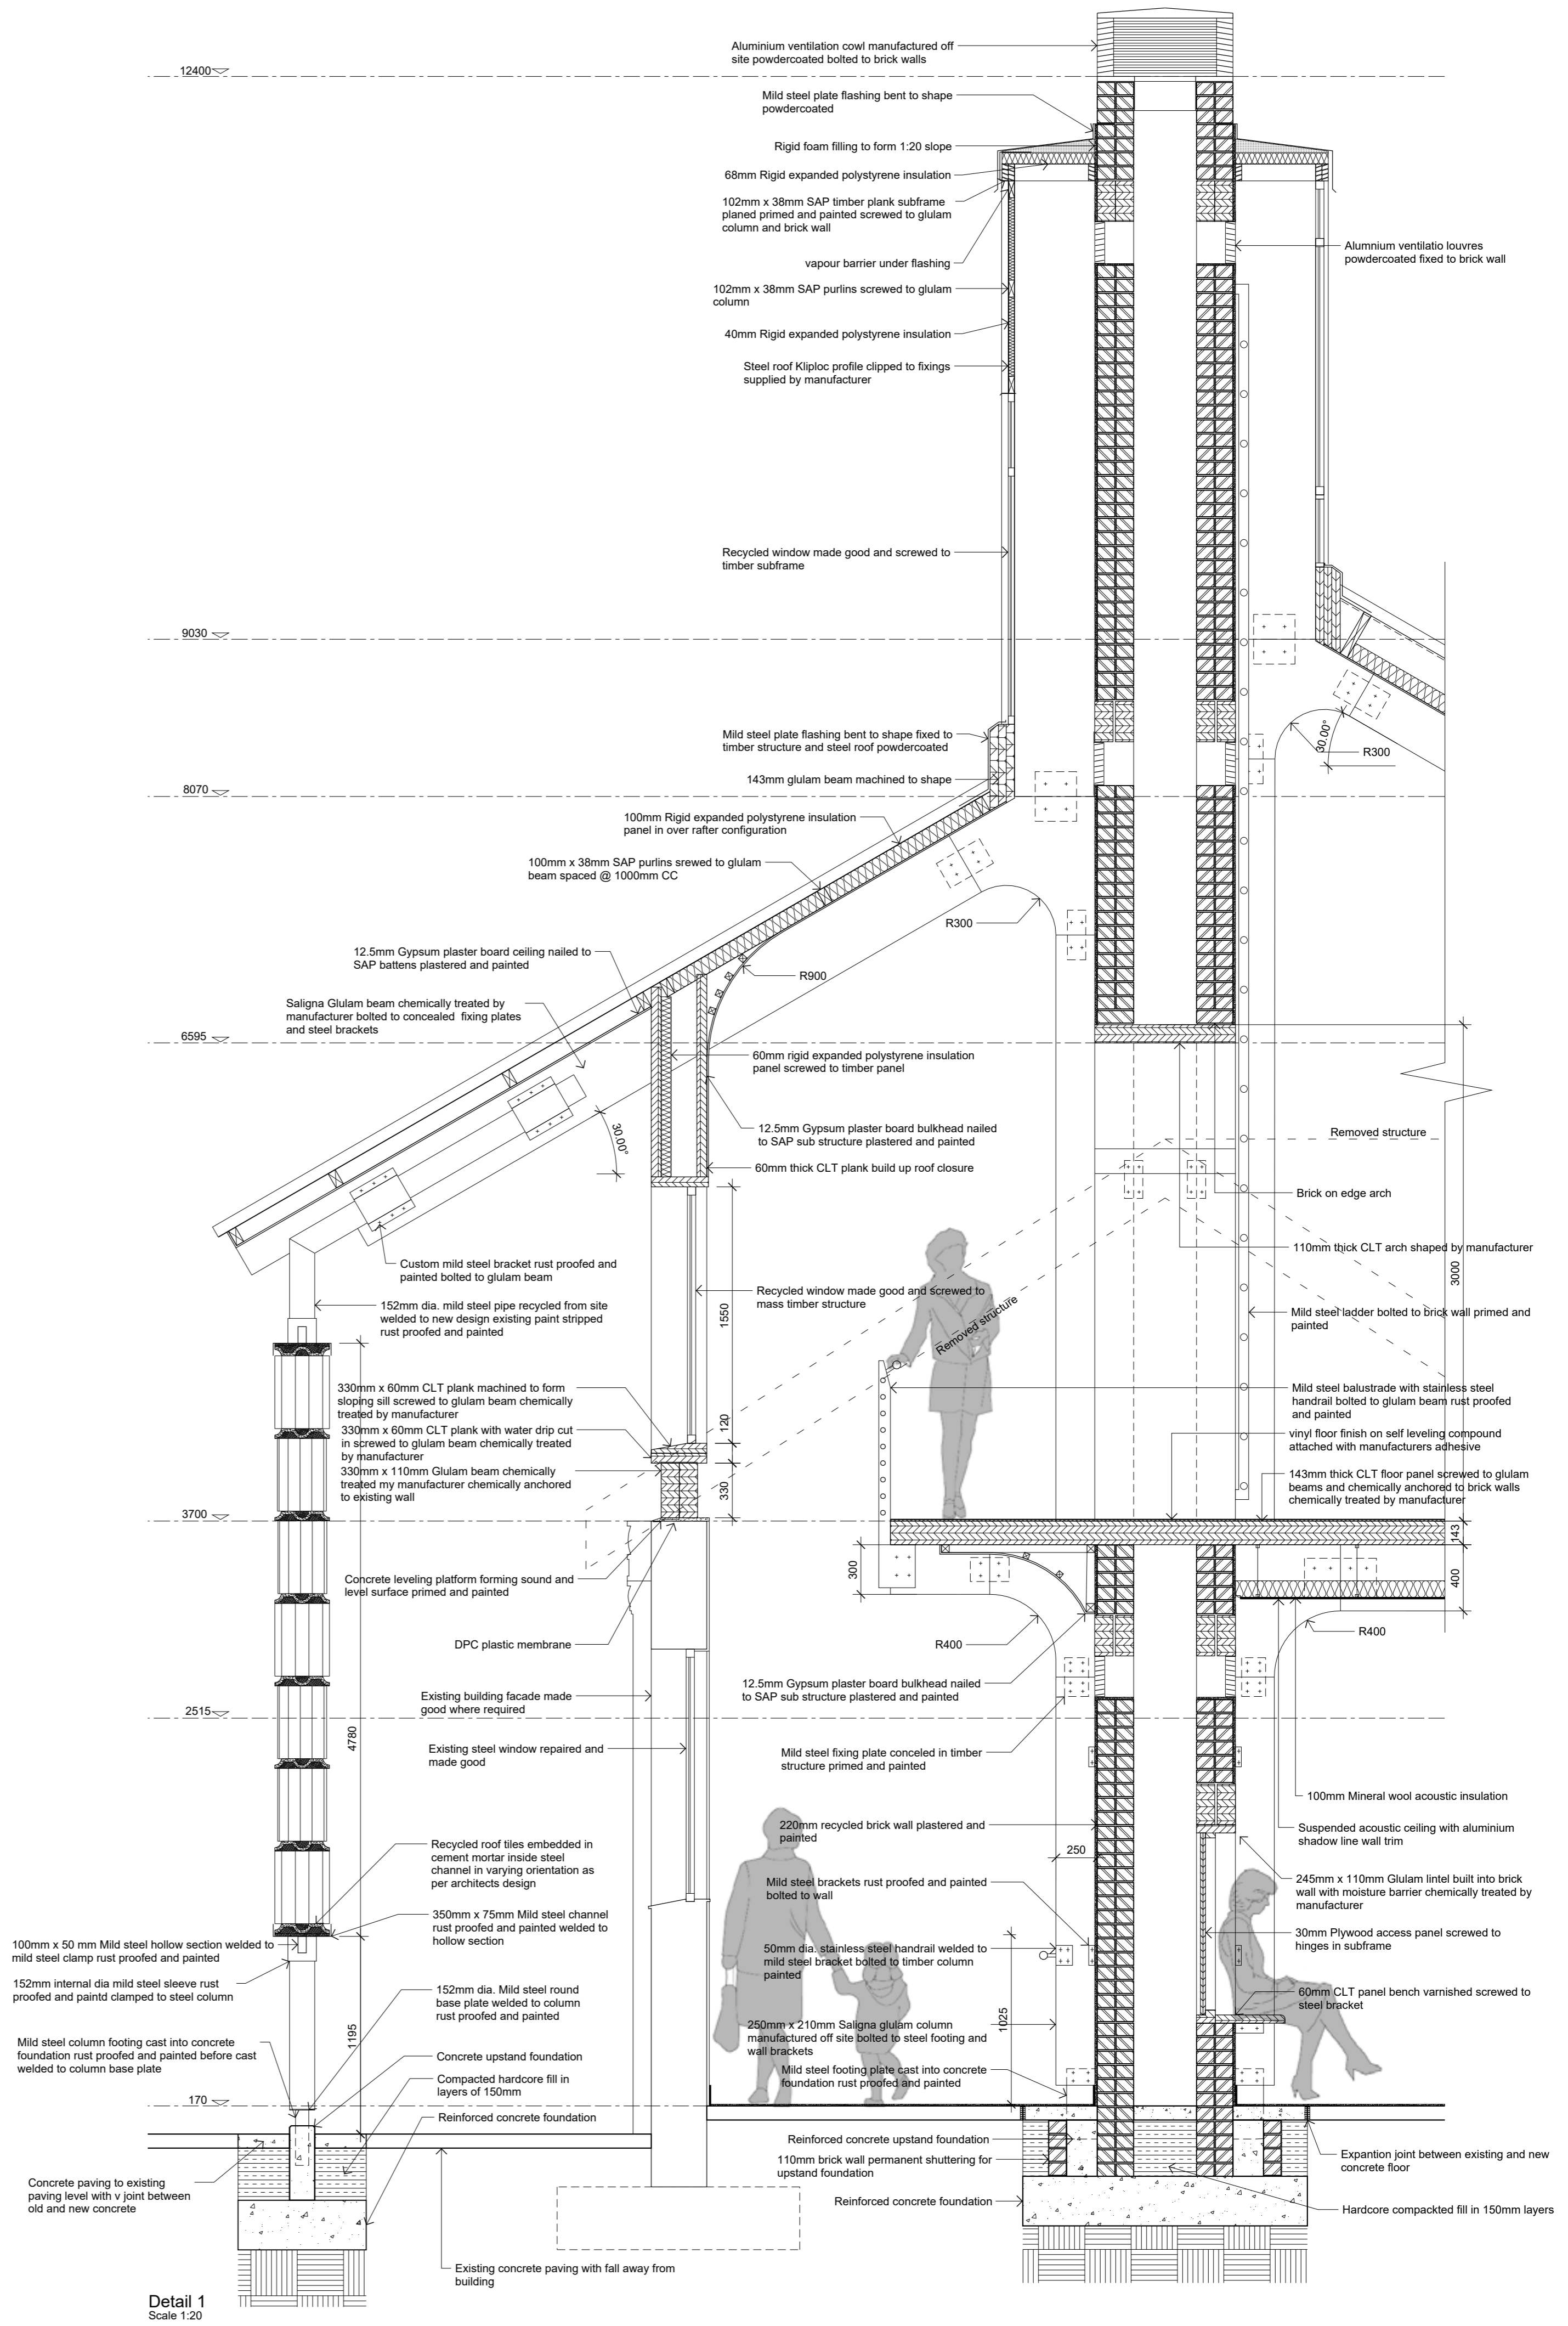 Aluminium ventilation cowl manufactured off
site powdercoated bolted to brick walls
12400
Mild steel plate flashing bent to shape
powdercoated
Rigid foam filling to form 1:20 slope
68mm Rigid expanded polystyrene insulation
102mm x 38mm SAP timber plank subframe
planed primed and painted screwed to glulam
column and brick wall
Alumnium ventilatio louvres
powdercoated fixed to brick wall
vapour barrier under flashing
102mm x 38mm SAP purlins screwed to glulam
column
40mm Rigid expanded polystyrene insulation
Steel roof Kliploc profile clipped to fixings
supplied by manufacturer
Recycled window made good and screwed to
timber subframe
9030
Mild steel plate flashing bent to shape fixed to
timber structure and steel roof powdercoated
30.00°
R300
143mm glulam beam machined to shape
8070
100mm Rigid expanded polystyrene insulation
panel in over rafter configuration
100mm x 38mm SAP purlins srewed to glulam
beam spaced @ 1000mm CC
R300
12.5mm Gypsum plaster board ceiling nailed to
SAP battens plastered and painted
R900
Saligna Glulam beam chemically treated by
manufacturer bolted to concealed fixing plates
and steel brackets
6595
60mm rigid expanded polystyrene insulation
panel screwed to timber panel
30.00°
12.5mm Gypsum plaster board bulkhead nailed
to SAP sub structure plastered and painted
Removed structure
60mm thick CLT plank build up roof closure
Brick on edge arch
110mm thick CLT arch shaped by manufacturer
3000
Custom mild steel bracket rust proofed and
painted bolted to glulam beam
Recycled window made good and screwed to
mass timber structure
1550
Removed structure
152mm dia. mild steel pipe recycled from site
welded to new design existing paint stripped
rust proofed and painted
Mild steel ladder bolted to brick wall primed and
painted
330mm x 60mm CLT plank machined to form
sloping sill screwed to glulam beam chemically
treated by manufacturer
Mild steel balustrade with stainless steel
handrail bolted to glulam beam rust proofed
and painted
120
330mm x 60mm CLT plank with water drip cut
in screwed to glulam beam chemically treated
by manufacturer
vinyl floor finish on self leveling compound
attached with manufacturers adhesive
330mm x 110mm Glulam beam chemically
treated my manufacturer chemically anchored
to existing wall
330
143mm thick CLT floor panel screwed to glulam
beams and chemically anchored to brick walls
chemically treated by manufacturer
3700
143
300
400
Concrete leveling platform forming sound and
level surface primed and painted
DPC plastic membrane
R400
R400
12.5mm Gypsum plaster board bulkhead nailed
to SAP sub structure plastered and painted
Existing building facade made
good where required
2515
4780
Existing steel window repaired and
made good
Mild steel fixing plate conceled in timber
structure primed and painted
100mm Mineral wool acoustic insulation
220mm recycled brick wall plastered and
painted
Suspended acoustic ceiling with aluminium
shadow line wall trim
250
Recycled roof tiles embedded in
cement mortar inside steel
channel in varying orientation as
per architects design
Mild steel brackets rust proofed and painted
bolted to wall
245mm x 110mm Glulam lintel built into brick
wall with moisture barrier chemically treated by
manufacturer
350mm x 75mm Mild steel channel
rust proofed and painted welded to
hollow section
30mm Plywood access panel screwed to
hinges in subframe
100mm x 50 mm Mild steel hollow section welded to
mild steel clamp rust proofed and painted
50mm dia. stainless steel handrail welded to
mild steel bracket bolted to timber column
painted
152mm internal dia mild steel sleeve rust
proofed and paintd clamped to steel column
152mm dia. Mild steel round
base plate welded to column
rust proofed and painted
60mm CLT panel bench varnished screwed to
steel bracket
1195
1025
250mm x 210mm Saligna glulam column
manufactured off site bolted to steel footing and
wall brackets
Mild steel column footing cast into concrete
foundation rust proofed and painted before cast
welded to column base plate
Concrete upstand foundation
Mild steel footing plate cast into concrete
foundation rust proofed and painted
Compacted hardcore fill in
layers of 150mm
170
Reinforced concrete foundation
Reinforced concrete upstand foundation
Expantion joint between existing and new
concrete floor
110mm brick wall permanent shuttering for
upstand foundation
Concrete paving to existing
paving level with v joint between
old and new concrete
Reinforced concrete foundation
Hardcore compackted fill in 150mm layers
Existing concrete paving with fall away from
building
Detail 1
Scale 1:20